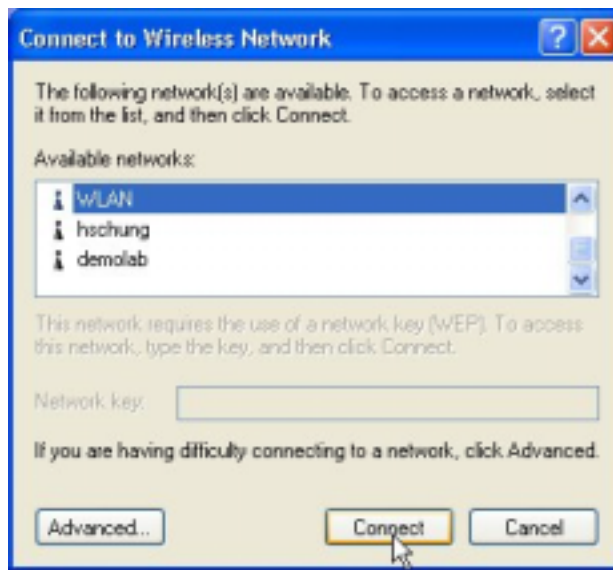 Connect to Wireless Network
The following network(s) are available. To access a network, select
it from the list, and then click Connect.
Available networks:
WLAN
hschung
demolab
This network requires the use of a network key (WEP). To access
this network, type the key, and then click Connect.
Network key:
If you are having difficulty connecting to a network, click Advanced.
Advanced... Connect Cancel